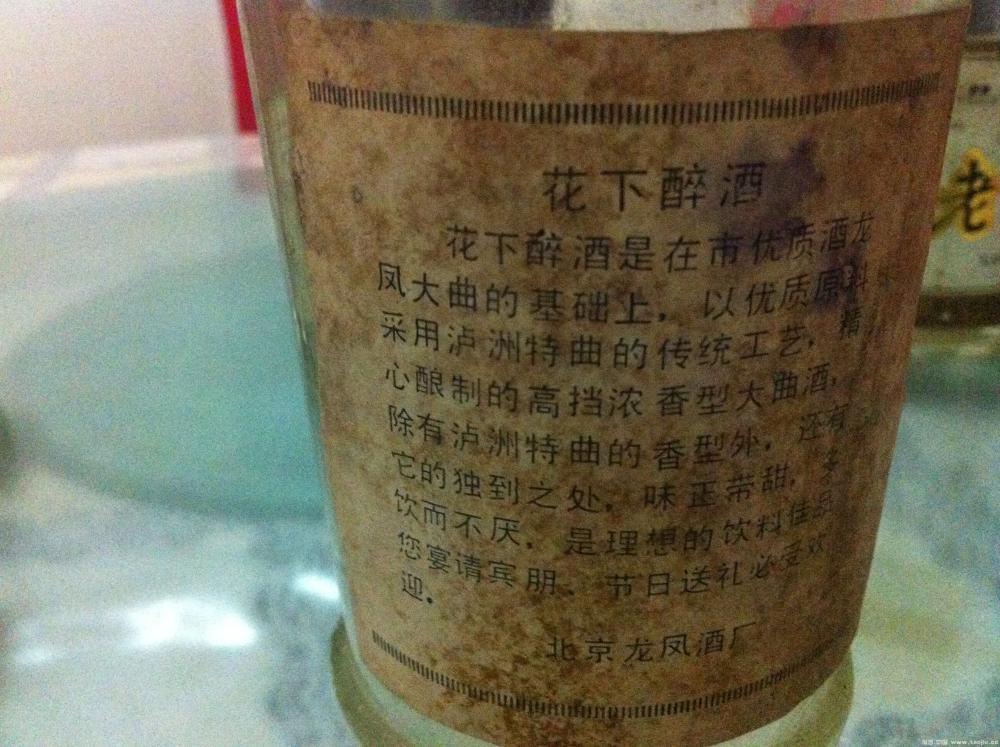 花下醉酒
花下醉酒是在市优质酒龙
凤大曲的基础上，以优质原料
采用泸洲特曲的传统工艺，精
心酿制的高挡浓香型大曲酒，
除有泸洲特曲的香型外，还有
它的独到之处，味正带甜，多
饮而不厌，是理想的饮料佳品
您宴请宾朋、节日送礼必受欢
迎。
北京龙凤酒厂
老
www.taojiu.cc